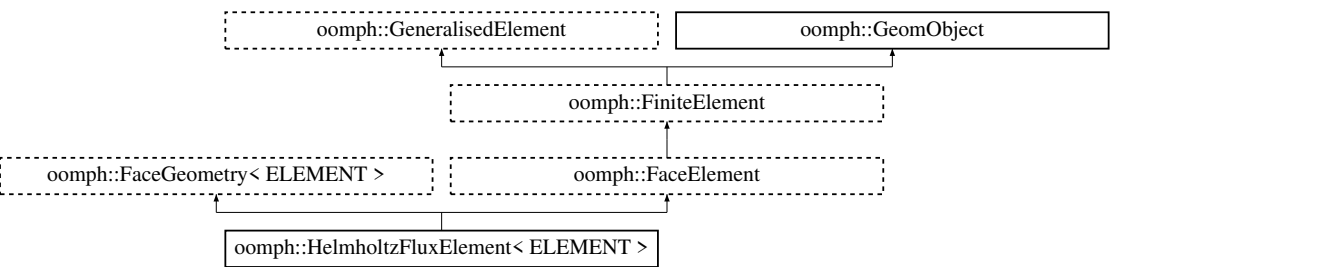 oomph::GeneralisedElement
oomph::GeomObject
oomph::FiniteElement
oomph::FaceGeometry< ELEMENT >
oomph::FaceElement
oomph::HelmholtzFluxElement< ELEMENT >